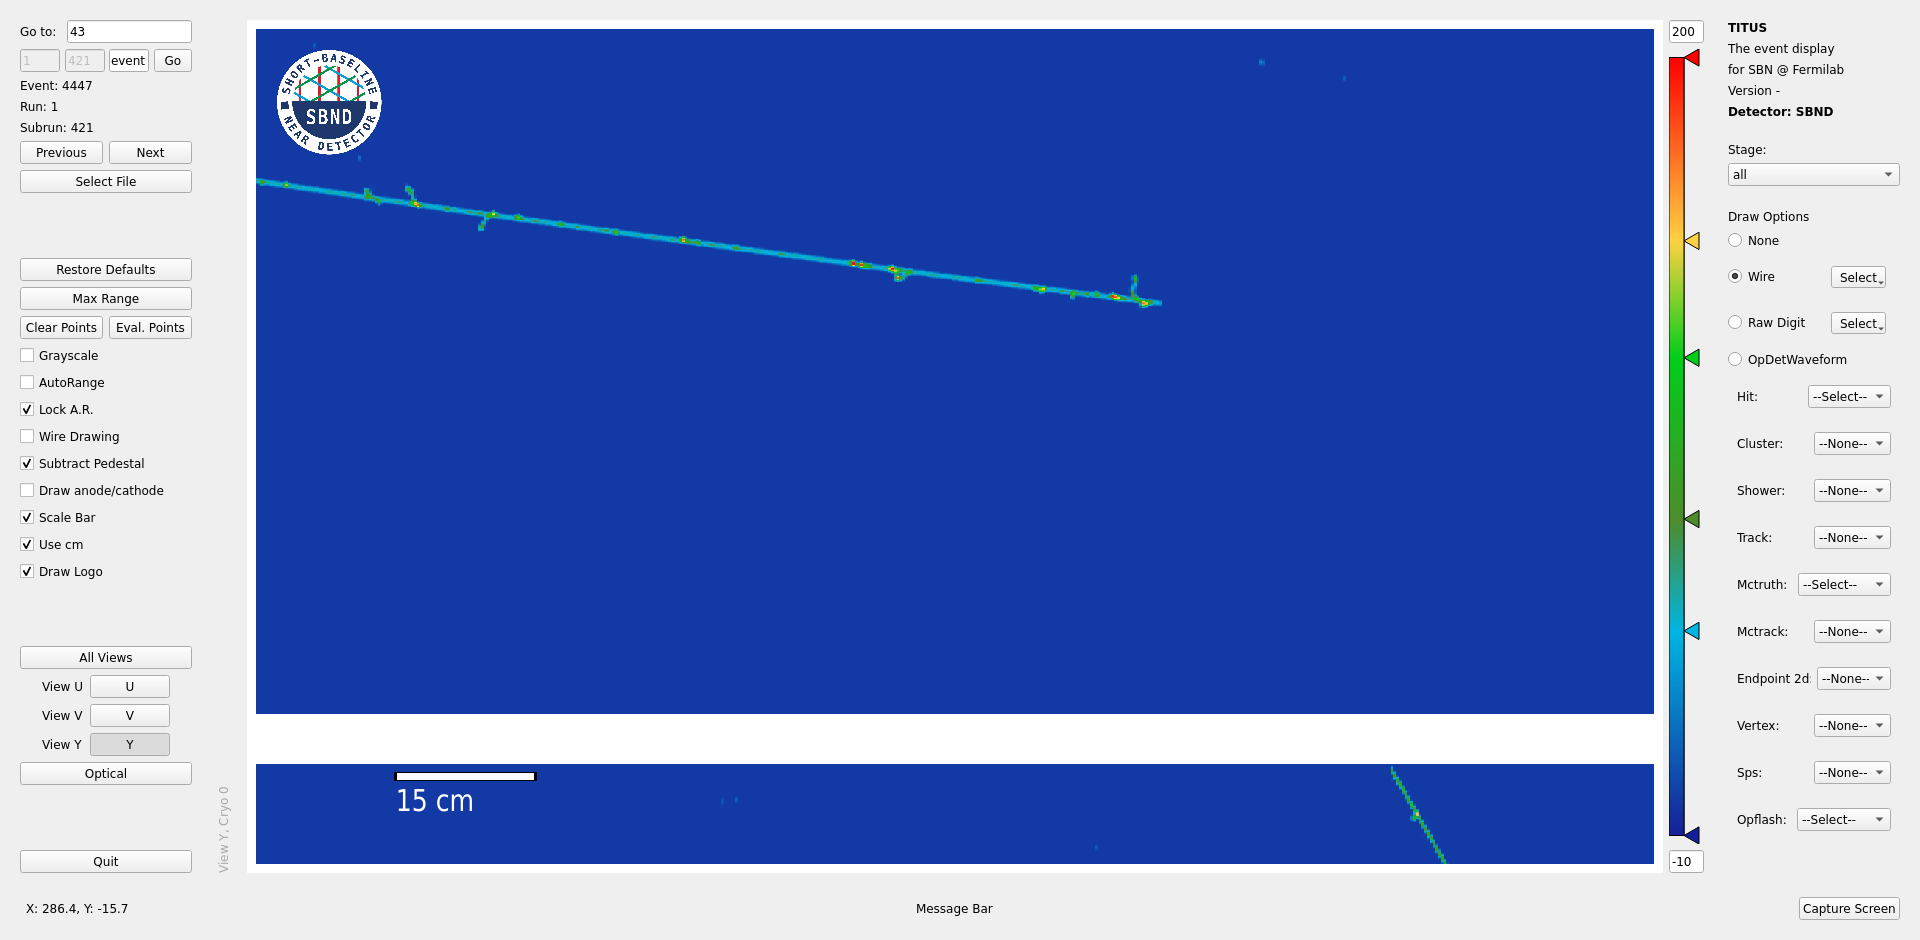 Go to: 43
1 421 event Go
Event: 4447
Run: 1
Subrun: 421
Previous Next
Select File
Restore Defaults
Max Range
Clear Points Eval. Points
Grayscale
AutoRange
Lock A.R.
Wire Drawing
Subtract Pedestal
Draw anode/cathode
Scale Bar
Use cm
Draw Logo
All Views
View U U
View V V
View Y Y
Optical
Quit
X: 286.4, Y: -15.7
View Y, Cryo 0
SHORT-BASELINE
SBND
NEAR DETECTOR
15 cm
Message Bar
200
-10
TITUS
The event display
for SBN @ Fermilab
Version -
Detector: SBND
Stage:
all
Draw Options
None
Wire Select
Raw Digit Select
OpDetWaveform
Hit: --Select--
Cluster: --None--
Shower: --None--
Track: --None--
Mctruth: --Select--
Mctrack: --None--
Endpoint 2d: --None--
Vertex: --None--
Sps: --None--
Opflash: --Select--
Capture Screen